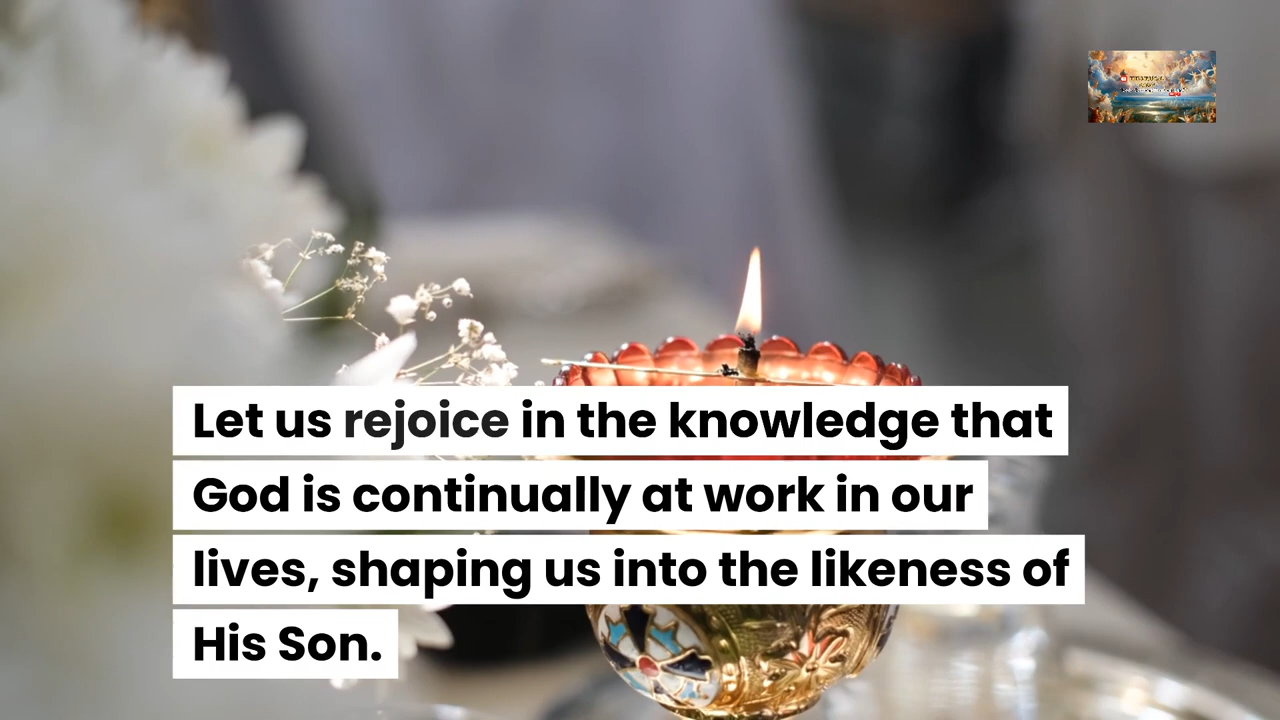 Let us rejoice in the knowledge that
God is continually at work in our
lives, shaping us into the likeness of
His Son.